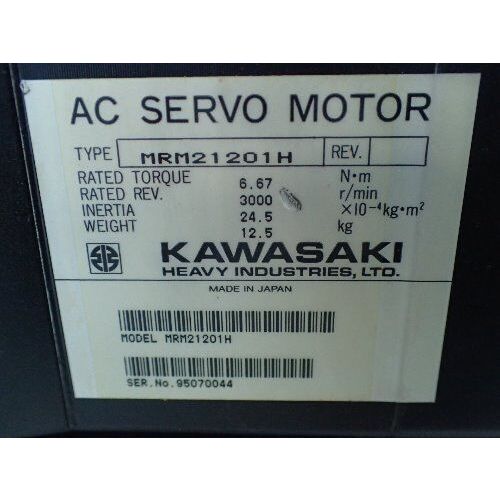 AC SERVO MOTOR
TYPE MRM21201H REV.
RATED TORQUE 6.67 N·m
RATED REV. 3000 r/min
INERTIA 24.5 ×10⁻⁴kg·m²
WEIGHT 12.5 kg
KAWASAKI
HEAVY INDUSTRIES, LTD.
MADE IN JAPAN
MODEL MRM21201H
SER.No.95070044